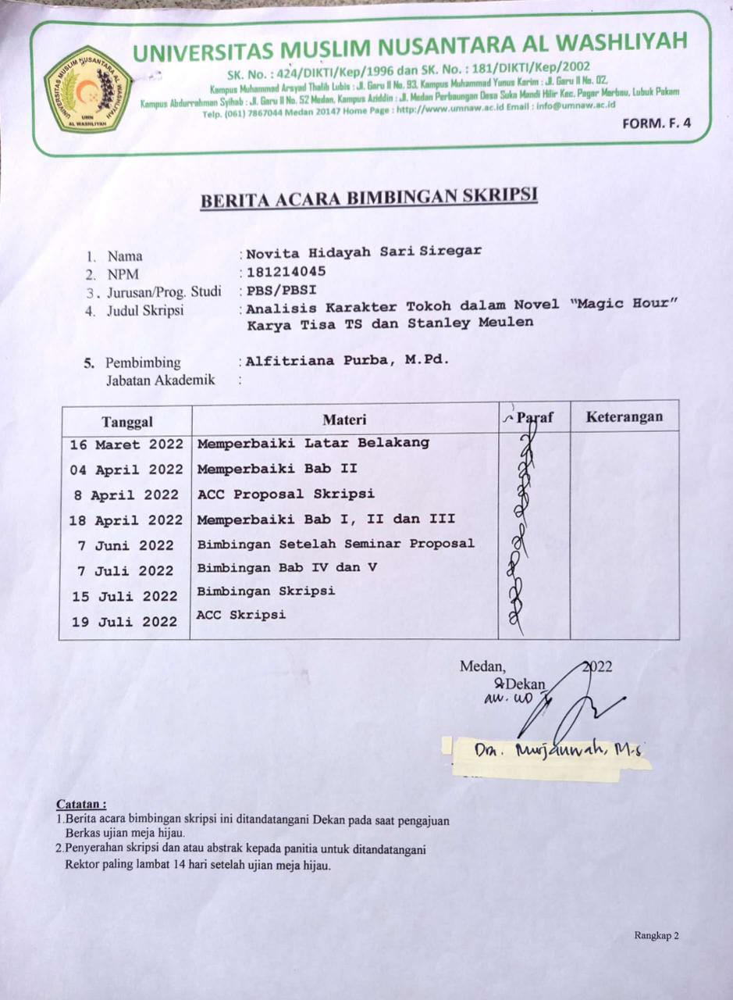 UNIVERSITAS MUSLIM NUSANTARA AL WASHLIYAH
SK. No. : 424/DIKTI/Kep/1996 dan SK. No. : 181/DIKTI/Kep/2002
Kampus Muhammad Arsyad Thalib Lubis : Jl. Garu II No. 93, Kampus Muhammad Yunus Karim : Jl. Garu II No. 02,
Kampus Abdurrahman Syihab : Jl. Garu II No. 52 Medan, Kampus Aziddin : Jl. Medan Perbaungan Desa Suka Mandi Hilir Kec. Pagar Merbau, Lubuk Pakam
Telp. (061) 7867044 Medan 20147 Home Page : http://www.umnaw.ac.id Email : info@umnaw.ac.id
UNIVERSITAS MUSLIM NUSANTARA AL WASHLIYAH
UMN
AL WASHLIYAH
FORM. F. 4
BERITA ACARA BIMBINGAN SKRIPSI
1. Nama : Novita Hidayah Sari Siregar
2. NPM : 181214045
3. Jurusan/Prog. Studi : PBS/PBSI
4. Judul Skripsi : Analisis Karakter Tokoh dalam Novel “Magic Hour”
Karya Tisa TS dan Stanley Meulen
5. Pembimbing : Alfitriana Purba, M.Pd.
Jabatan Akademik :
Tanggal Materi Paraf Keterangan
16 Maret 2022 Memperbaiki Latar Belakang
04 April 2022 Memperbaiki Bab II
8 April 2022 ACC Proposal Skripsi
18 April 2022 Memperbaiki Bab I, II dan III
7 Juni 2022 Bimbingan Setelah Seminar Proposal
7 Juli 2022 Bimbingan Bab IV dan V
15 Juli 2022 Bimbingan Skripsi
19 Juli 2022 ACC Skripsi
Medan, 2022
Dekan
Catatan :
1.Berita acara bimbingan skripsi ini ditandatangani Dekan pada saat pengajuan
Berkas ujian meja hijau.
2.Penyerahan skripsi dan atau abstrak kepada panitia untuk ditandatangani
Rektor paling lambat 14 hari setelah ujian meja hijau.
Rangkap 2